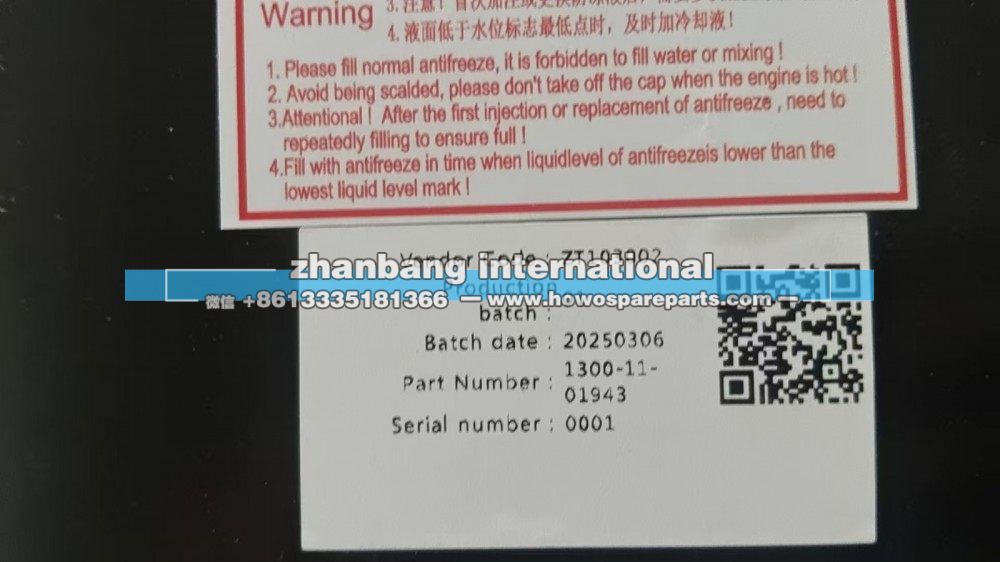 Warning
4. 液面低于水位标志最低点时，及时加冷却液！
1. Please fill normal antifreeze, it is forbidden to fill water or mixing !
2. Avoid being scalded, please don't take off the cap when the engine is hot !
3.Attentional ! After the first injection or replacement of antifreeze , need to
repeatedly filling to ensure full !
4.Fill with antifreeze in time when liquidlevel of antifreezeis lower than the
lowest liquid level mark !
zhanbang international
Production
微信 +8613335181366 — www.howospareparts.com —
batch :
Batch date : 20250306
Part Number : 1300-11-
01943
Serial number : 0001